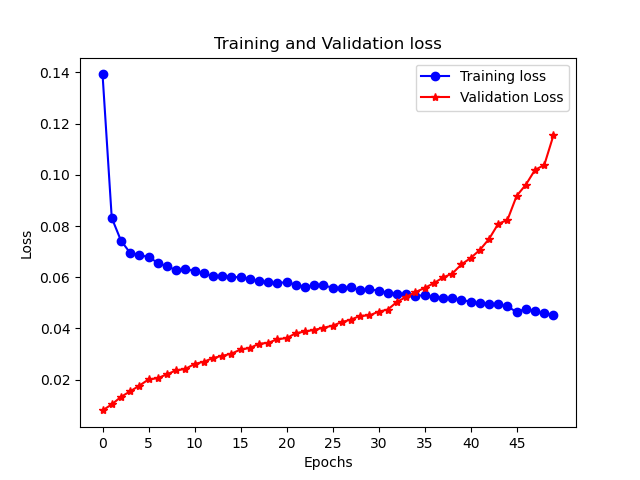 Training and Validation loss
Training loss
Validation Loss
0.14
0.12
0.10
0.08
0.06
0.04
0.02
Loss
0 5 10 15 20 25 30 35 40 45
Epochs